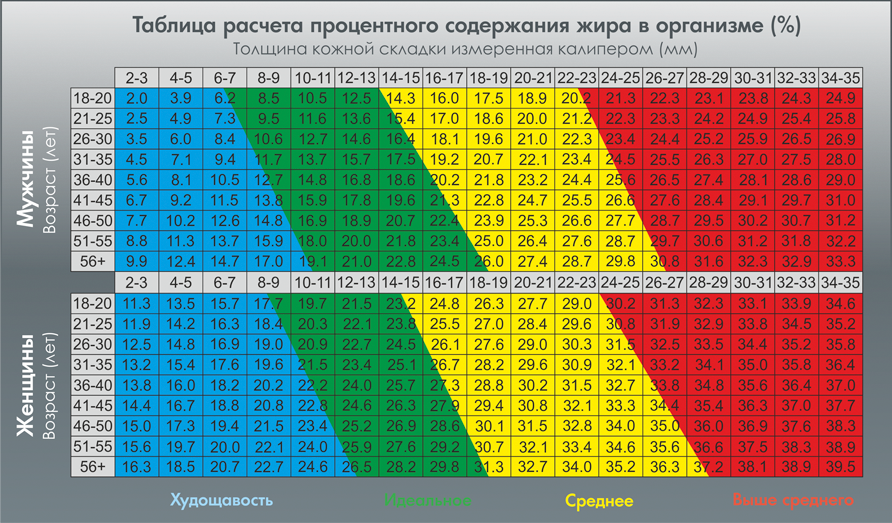 Таблица расчета процентного содержания жира в организме (%)
Толщина кожной складки измеренная калипером (мм)
2-3 4-5 6-7 8-9 10-11 12-13 14-15 16-17 18-19 20-21 22-23 24-25 26-27 28-29 30-31 32-33 34-35
Мужчины
Возраст (лет)
18-20 2.0 3.9 6.2 8.5 10.5 12.5 14.3 16.0 17.5 18.9 20.2 21.3 22.3 23.1 23.8 24.3 24.9
21-25 2.5 4.9 7.3 9.5 11.6 13.6 15.4 17.0 18.6 20.0 21.2 22.3 23.3 24.2 24.9 25.4 25.8
26-30 3.5 6.0 8.4 10.6 12.7 14.6 16.4 18.1 19.6 21.0 22.3 23.4 24.4 25.2 25.9 26.5 26.9
31-35 4.5 7.1 9.4 11.7 13.7 15.7 17.5 19.2 20.7 22.1 23.4 24.5 25.5 26.3 27.0 27.5 28.0
36-40 5.6 8.1 10.5 12.7 14.8 16.8 18.6 20.2 21.8 23.2 24.4 25.6 26.5 27.4 28.1 28.6 29.0
41-45 6.7 9.2 11.5 13.8 15.9 17.8 19.6 21.3 22.8 24.7 25.5 26.6 27.6 28.4 29.1 29.7 31.0
46-50 7.7 10.2 12.6 14.8 16.9 18.9 20.7 22.4 23.9 25.3 26.6 27.7 28.7 29.5 30.2 30.7 31.2
51-55 8.8 11.3 13.7 15.9 18.0 20.0 21.8 23.4 25.0 26.4 27.6 28.7 29.7 30.6 31.2 31.8 32.2
56+ 9.9 12.4 14.7 17.0 19.1 21.0 22.8 24.5 26.0 27.4 28.7 29.8 30.8 31.6 32.3 32.9 33.3
2-3 4-5 6-7 8-9 10-11 12-13 14-15 16-17 18-19 20-21 22-23 24-25 26-27 28-29 30-31 32-33 34-35
Женщины
Возраст (лет)
18-20 11.3 13.5 15.7 17.7 19.7 21.5 23.2 24.8 26.3 27.7 29.0 30.2 31.3 32.3 33.1 33.9 34.6
21-25 11.9 14.2 16.3 18.4 20.3 22.1 23.8 25.5 27.0 28.4 29.6 30.8 31.9 32.9 33.8 34.5 35.2
26-30 12.5 14.8 16.9 19.0 20.9 22.7 24.5 26.1 27.6 29.0 30.3 31.5 32.5 33.5 34.4 35.2 35.8
31-35 13.2 15.4 17.6 19.6 21.5 23.4 25.1 26.7 28.2 29.6 30.9 32.1 33.2 34.1 35.0 35.8 36.4
36-40 13.8 16.0 18.2 20.2 22.2 24.0 25.7 27.3 28.8 30.2 31.5 32.7 33.8 34.8 35.6 36.4 37.0
41-45 14.4 16.7 18.8 20.8 22.8 24.6 26.3 27.9 29.4 30.8 32.1 33.3 34.4 35.4 36.3 37.0 37.7
46-50 15.0 17.3 19.4 21.5 23.4 25.2 26.9 28.6 30.1 31.5 32.8 34.0 35.0 36.0 36.9 37.6 38.3
51-55 15.6 19.7 20.0 22.1 24.0 25.9 27.6 29.2 30.7 32.1 33.4 34.6 35.6 36.6 37.5 38.3 38.9
56+ 16.3 18.5 20.7 22.7 24.6 26.5 28.2 29.8 31.3 32.7 34.0 35.2 36.3 37.2 38.1 38.9 39.5
Худощавость Идеальное Среднее Выше среднего